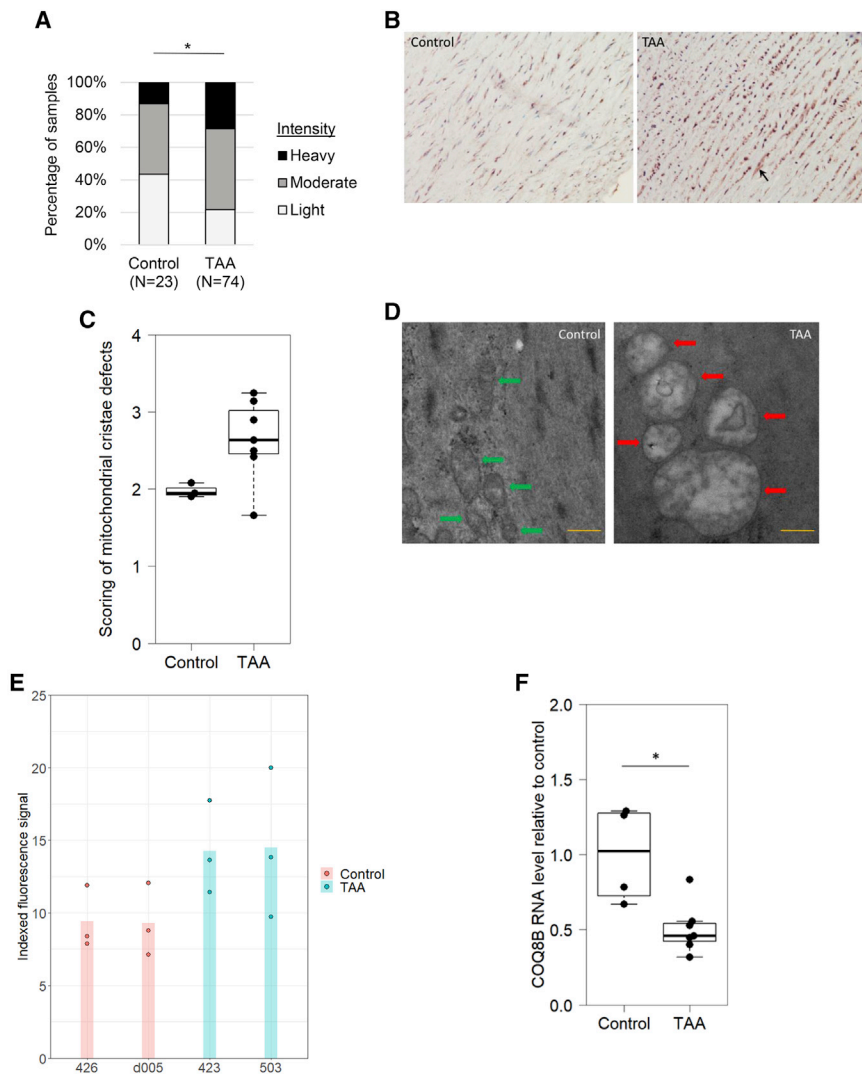 A
*
100%
80%
60%
40%
20%
0%
Percentage of samples
Control
(N=23)
TAA
(N=74)
Intensity
Heavy
Moderate
Light
B
Control
TAA
C
4
3
2
1
0
Scoring of mitochondrial cristae defects
Control
TAA
D
Control
TAA
E
25
20
15
10
5
0
Indexed fluorescence signal
426
d005
423
503
Control
TAA
F
2.0
1.5
1.0
0.5
0.0
COQ8B RNA level relative to control
*
Control
TAA